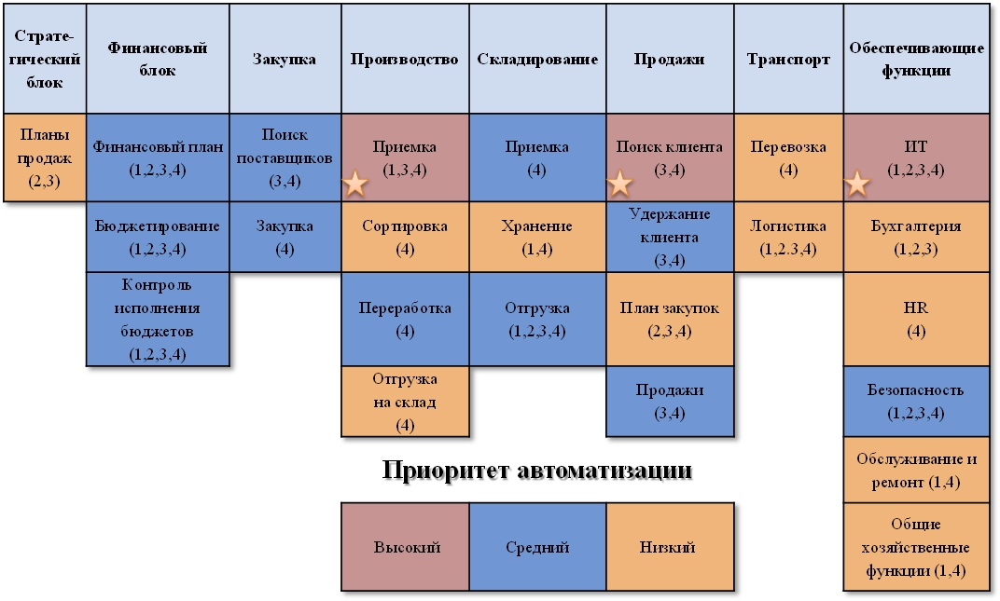 Страте-
гический
блок
Финансовый
блок
Закупка
Производство
Складирование
Продажи
Транспорт
Обеспечивающие
функции
Планы
продаж
(2,3)
Финансовый план
(1,2,3,4)
Поиск
поставщиков
(3,4)
Приемка
(1,3,4)
Приемка
(4)
Поиск клиента
(3,4)
Перевозка
(4)
ИТ
(1,2,3,4)
Бюджетирование
(1,2,3,4)
Закупка
(4)
Сортировка
(4)
Хранение
(1,4)
Удержание
клиента
(3,4)
Логистика
(1,2.3,4)
Бухгалтерия
(1,2,3)
Контроль
исполнения
бюджетов
(1,2,3,4)
Переработка
(4)
Отгрузка
(1,2,3,4)
План закупок
(2,3,4)
HR
(4)
Отгрузка
на склад
(4)
Продажи
(3,4)
Безопасность
(1,2,3,4)
Обслуживание и
ремонт (1,4)
Общие
хозяйственные
функции (1,4)
Приоритет автоматизации
Высокий
Средний
Низкий